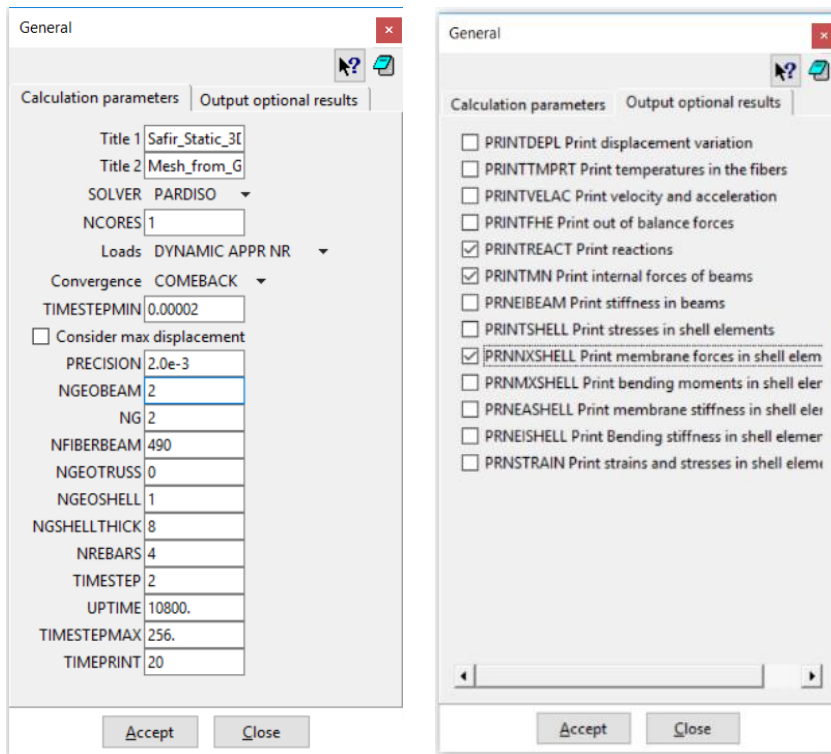 General
Calculation parameters
Output optional results
Title 1 Safir_Static_3D
Title 2 Mesh_from_G
SOLVER PARDISO
NCORES 1
Loads DYNAMIC APPR NR
Convergence COMEBACK
TIMESTEPMIN 0.00002
Consider max displacement
PRECISION 2.0e-3
NGEOBEAM 2
NG 2
NFIBERBEAM 490
NGEOTRUSS 0
NGEOSHELL 1
NGSHELLTHICK 8
NREBARS 4
TIMESTEP 2
UPTIME 10800.
TIMESTEPMAX 256.
TIMEPRINT 20
Accept Close
General
Calculation parameters
Output optional results
PRINTDEPL Print displacement variation
PRINTTMPRT Print temperatures in the fibers
PRINTVELAC Print velocity and acceleration
PRINTFHE Print out of balance forces
PRINTREACT Print reactions
PRINTMN Print internal forces of beams
PRNEIBEAM Print stiffness in beams
PRINTSHELL Print stresses in shell elements
PRNNXSHELL Print membrane forces in shell elem
PRNMXSHELL Print bending moments in shell eler
PRNEASHELL Print membrane stiffness in shell eler
PRNEISHELL Print Bending stiffness in shell elemer
PRNSTRAIN Print strains and stresses in shell eleme
Accept Close